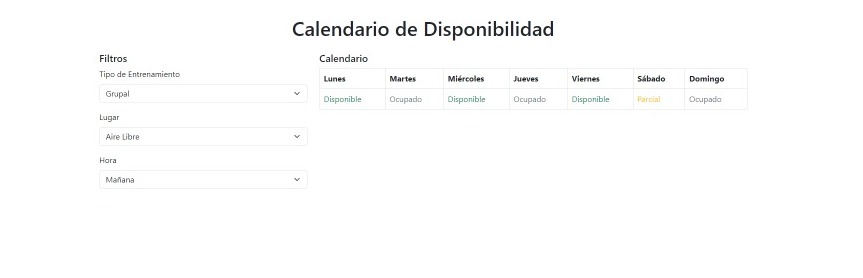 Calendario de Disponibilidad
Filtros
Tipo de Entrenamiento
Grupal
Lugar
Aire Libre
Hora
Mañana
Calendario
Lunes Martes Miércoles Jueves Viernes Sábado Domingo
Disponible Ocupado Disponible Ocupado Disponible Parcial Ocupado